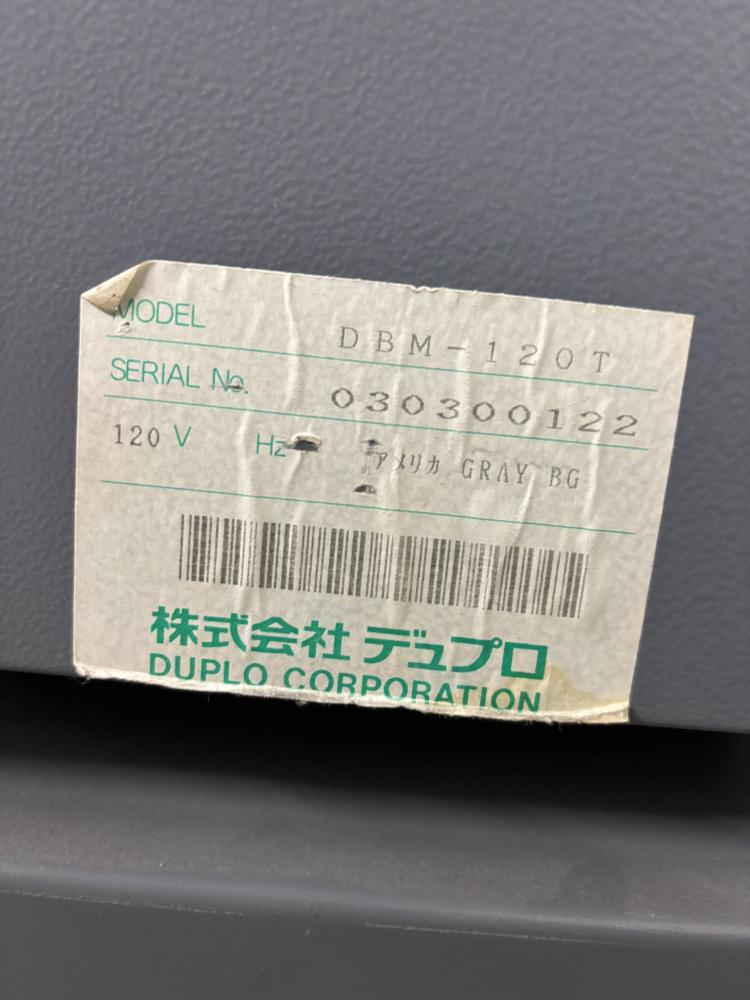 MODEL DBM-120T
SERIAL No. 030300122
120 V Hz アメリカ GRAY BG
株式会社 デュプロ
DUPLO CORPORATION